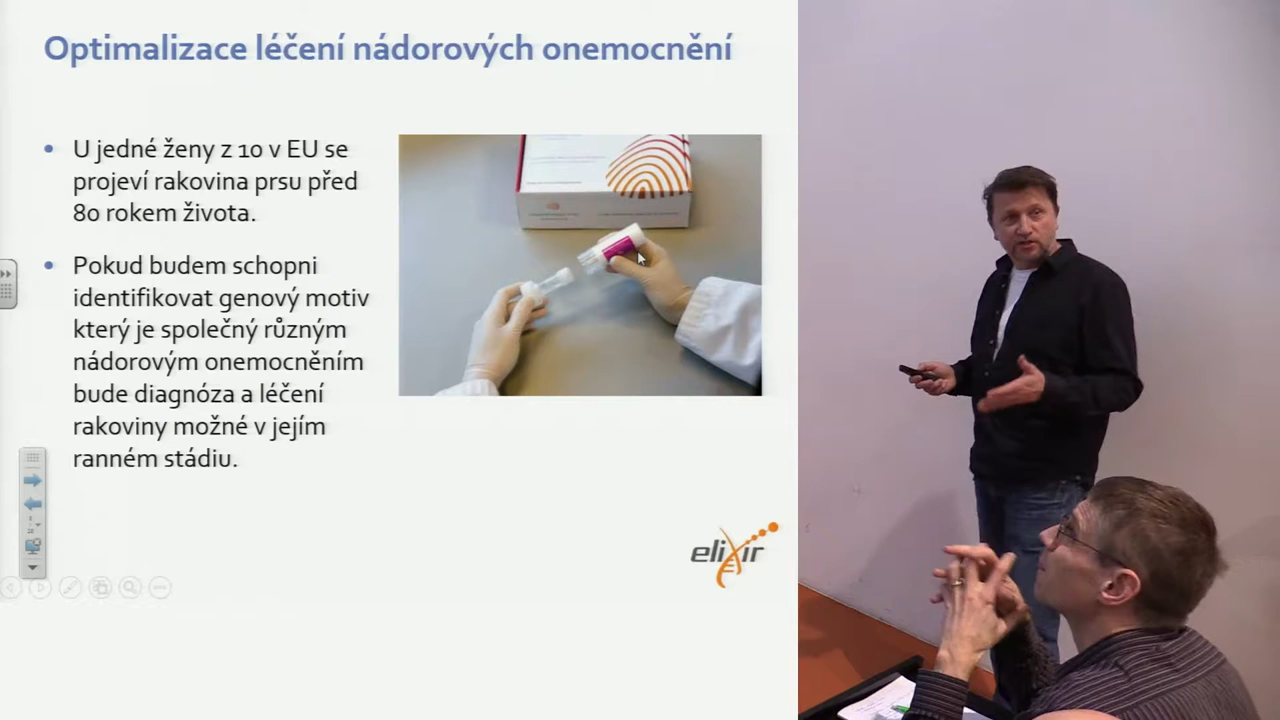 Optimalizace léčení nádorových onemocnění
• U jedné ženy z 10 v EU se
projeví rakovina prsu před
80 rokem života.
• Pokud budem schopni
identifikovat genový motiv
který je společný různým
nádorovým onemocněním
bude diagnóza a léčení
rakoviny možné v jejím
ranném stádiu.
elixir